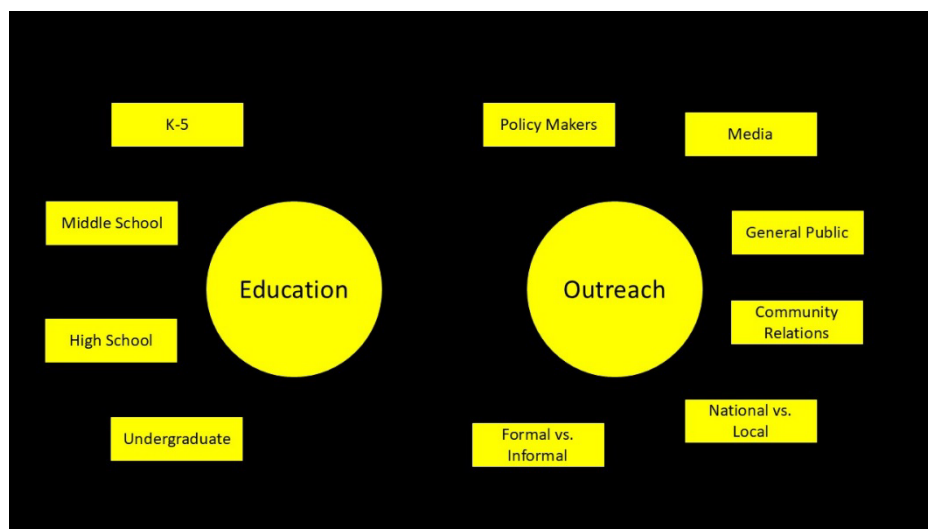 K-5
Middle School
Education
High School
Undergraduate
Policy Makers
Media
General Public
Outreach
Community
Relations
National vs.
Local
Formal vs.
Informal